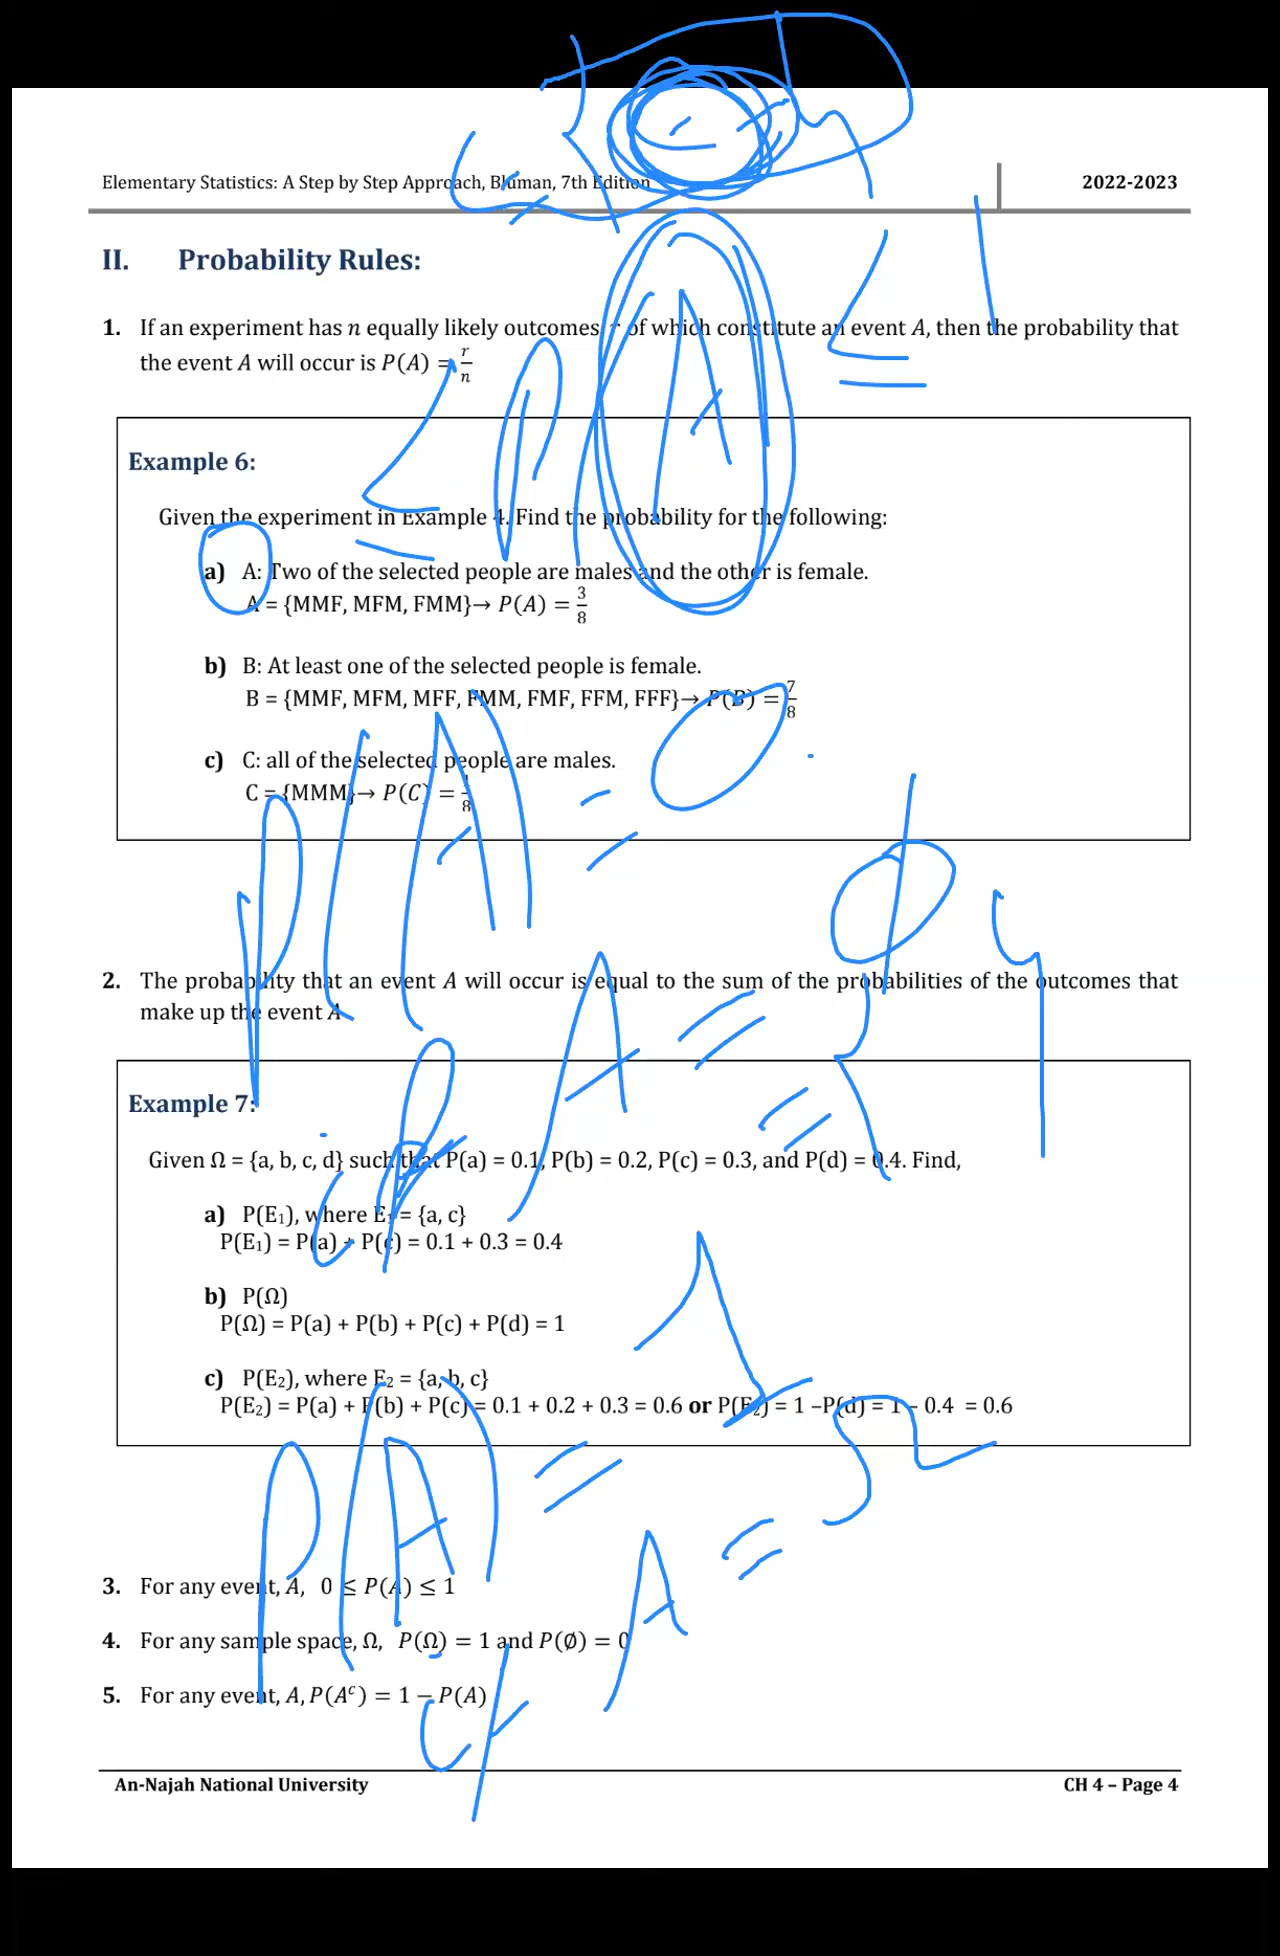 Elementary Statistics: A Step by Step Approach, Bluman, 7th Edition 2022-2023
II. Probability Rules:
1. If an experiment has n equally likely outcomes, r of which constitute an event A, then the probability that
the event A will occur is P(A) = r/n
Example 6:
Given the experiment in Example 4. Find the probability for the following:
a) A: Two of the selected people are males and the other is female.
A = {MMF, MFM, FMM}→ P(A) = 3/8
b) B: At least one of the selected people is female.
B = {MMF, MFM, MFF, FMM, FMF, FFM, FFF}→ P(B) = 7/8
c) C: all of the selected people are males.
C = {MMM}→ P(C) = 1/8
P(A) = 0
2. The probability that an event A will occur is equal to the sum of the probabilities of the outcomes that
make up the event A
A = ∅
Example 7:
Given Ω = {a, b, c, d} such that P(a) = 0.1, P(b) = 0.2, P(c) = 0.3, and P(d) = 0.4. Find,
a) P(E₁), where E₁ = {a, c}
P(E₁) = P(a) + P(c) = 0.1 + 0.3 = 0.4
b) P(Ω)
P(Ω) = P(a) + P(b) + P(c) + P(d) = 1
c) P(E₂), where E₂ = {a, b, c}
P(E₂) = P(a) + P(b) + P(c) = 0.1 + 0.2 + 0.3 = 0.6 or P(E₂) = 1 –P(d) = 1 – 0.4 = 0.6
P(A) = 1
A = Ω
3. For any event, A, 0 ≤ P(A) ≤ 1
4. For any sample space, Ω, P(Ω) = 1 and P(∅) = 0
5. For any event, A, P(Aᶜ) = 1 – P(A)
An-Najah National University CH 4 – Page 4